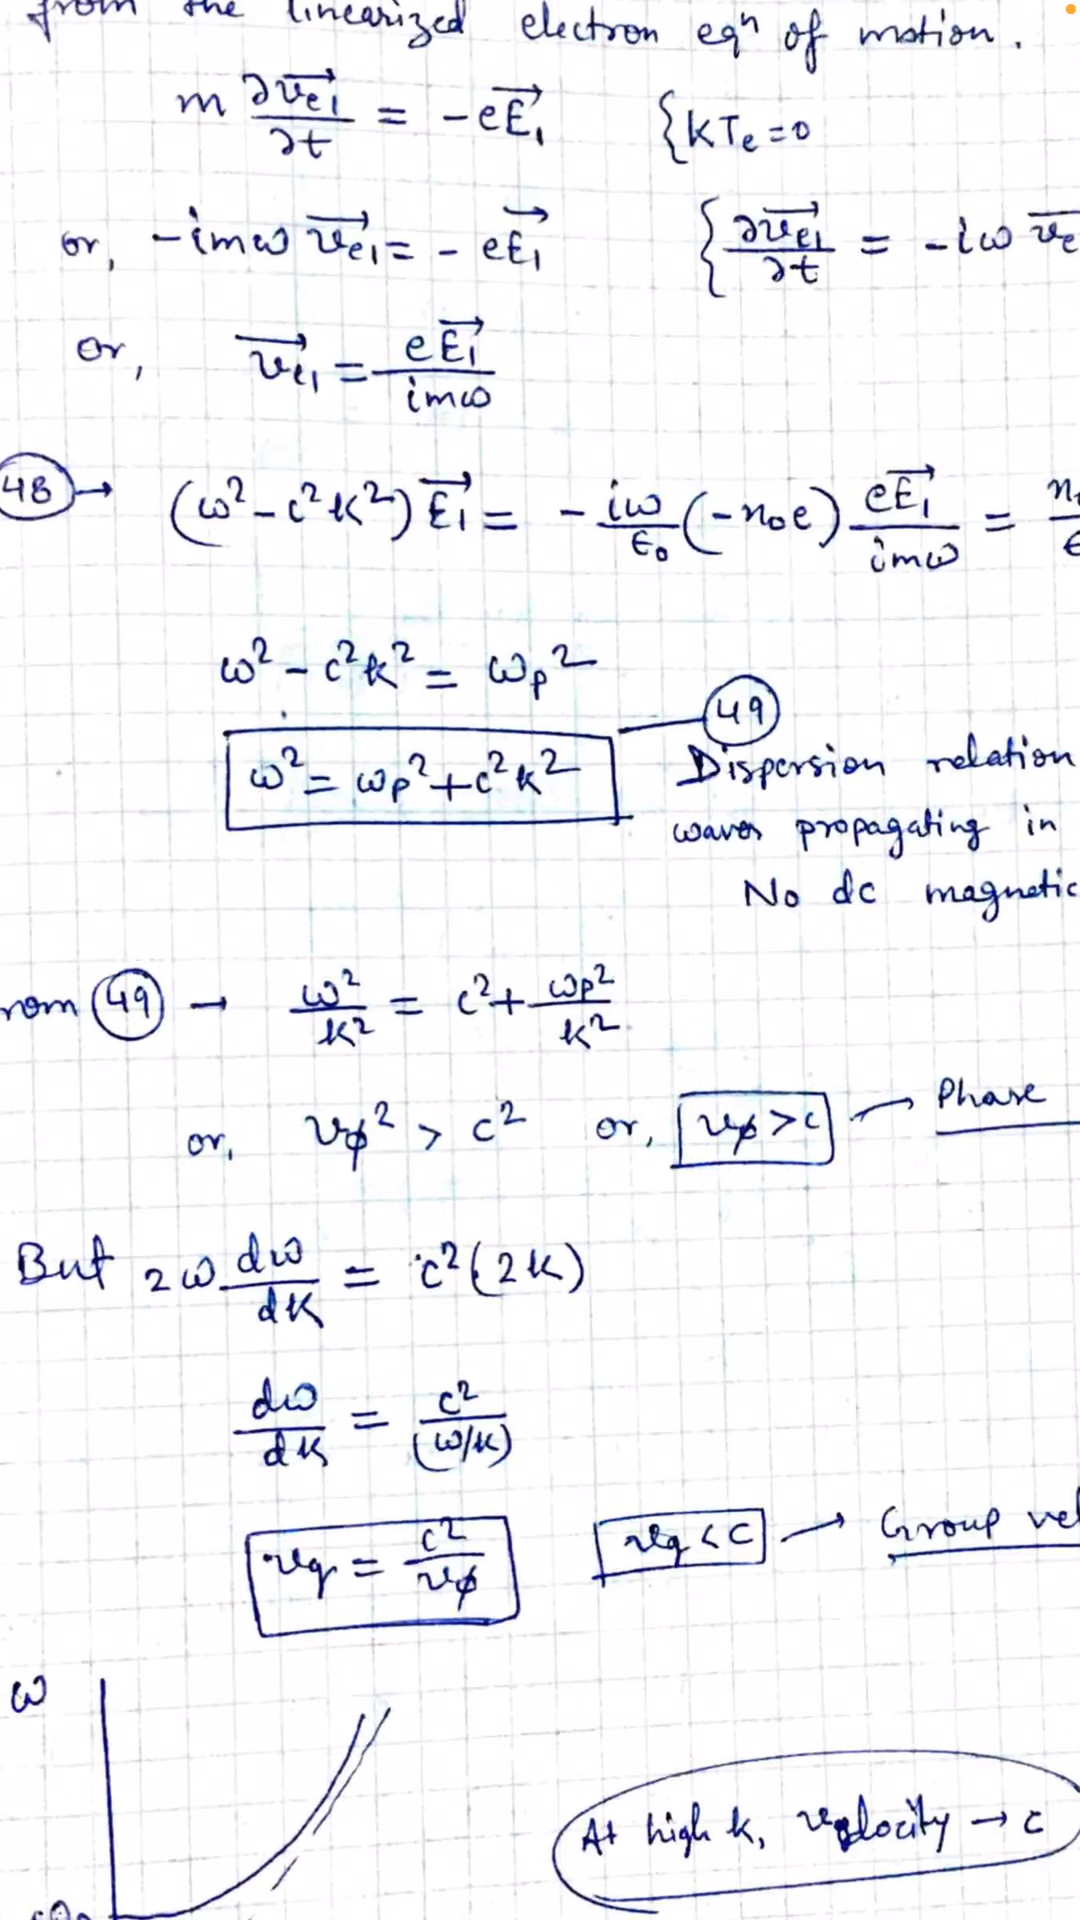 from the linearized electron eqⁿ of motion.
m ∂v⃗e1/∂t = -eE⃗₁ {KTe=0
or, -imω v⃗e1 = -eE⃗₁ {∂v⃗e1/∂t = -iω v⃗e
or, v⃗e1 = eE⃗₁/imω
(48) → (ω² - c²k²) E⃗₁ = - iω/ϵ₀ (-n₀e) eE⃗₁/imω =
ω² - c²k² = ωp²
ω² = ωp² + c²k² — (49)
Dispersion relation
waves propagating in
No dc magnetic
rom (49) → ω²/k² = c² + ωp²/k²
or, vϕ² > c² or, vϕ > c → Phase
But 2ω dω/dk = c²(2k)
dω/dk = c²/(ω/k)
vg = c²/vϕ vg < c → Group vel
ω
At high k, velocity → c